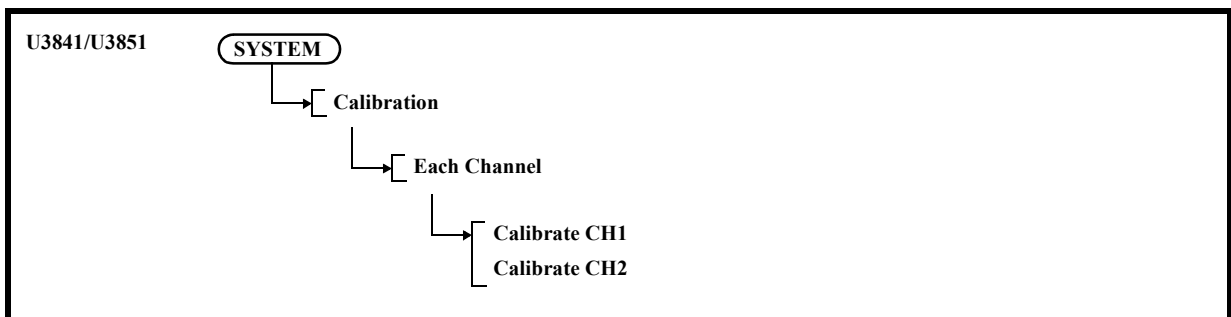 U3841/U3851
SYSTEM
Calibration
Each Channel
Calibrate CH1
Calibrate CH2